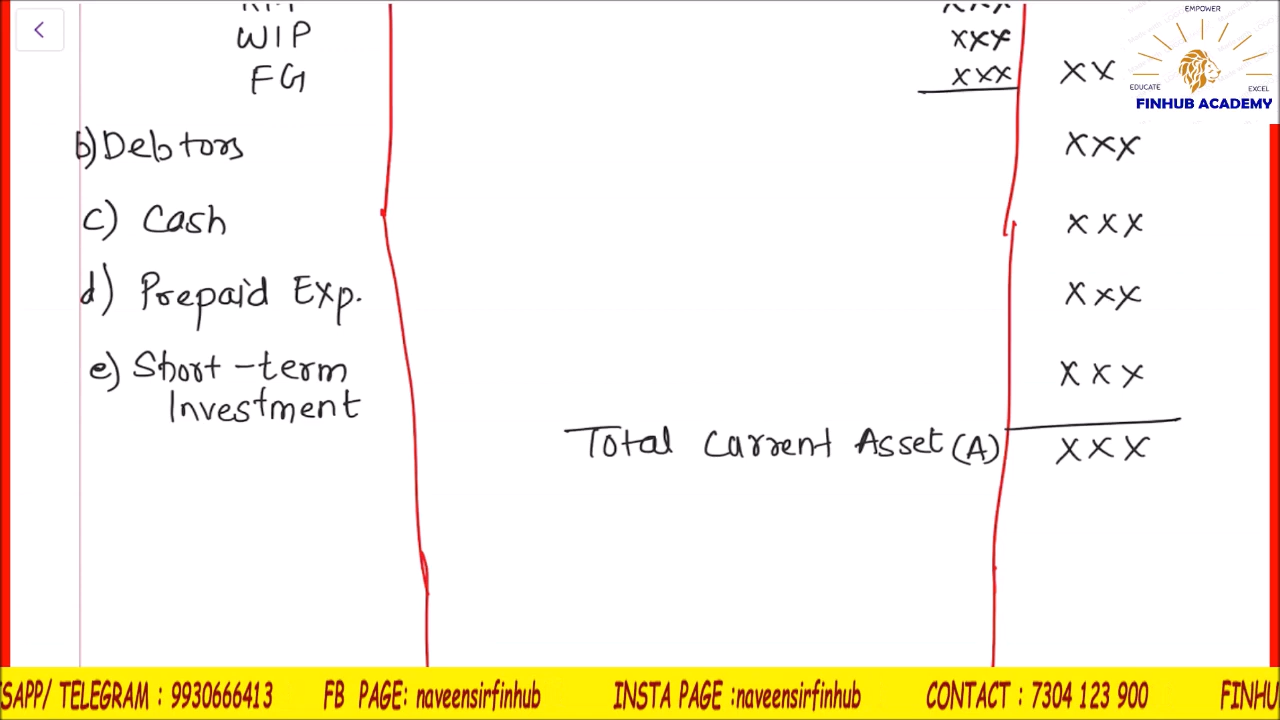 WIP xxx
FG xxx xx
b) Debtors xxx
c) Cash xxx
d) Prepaid Exp. xxx
e) Short-term xxx
Investment
Total Current Asset (A) xxx
EMPOWER
EDUCATE EXCEL
FINHUB ACADEMY
SAPP/ TELEGRAM : 9930666413 FB PAGE: naveensirfinhub INSTA PAGE :naveensirfinhub CONTACT : 7304 123 900 FINHU